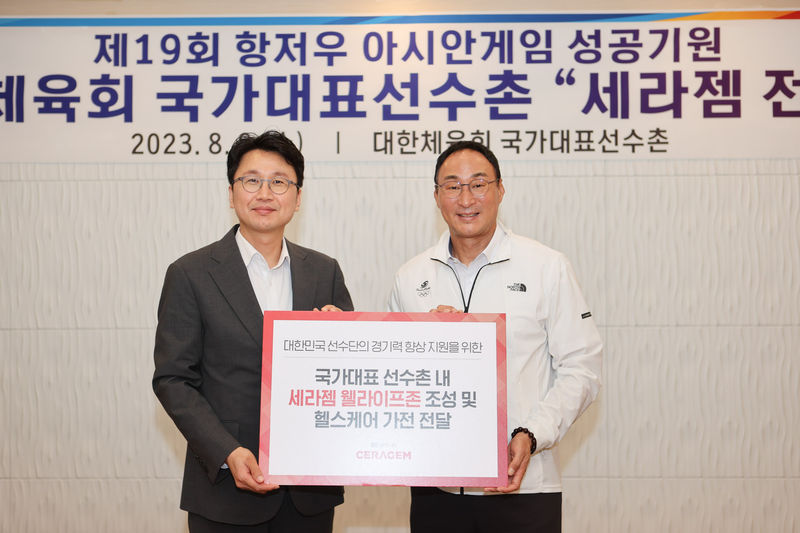 제19회 항저우 아시안게임 성공기원
체육회 국가대표선수촌 “세라젬 전
2023.8. ) | 대한체육회 국가대표선수촌
THE NORTH FACE
대한민국 선수단의 경기력 향상 지원을 위한
국가대표 선수촌 내
세라젬 웰라이프존 조성 및
헬스케어 가전 전달
CERAGEM